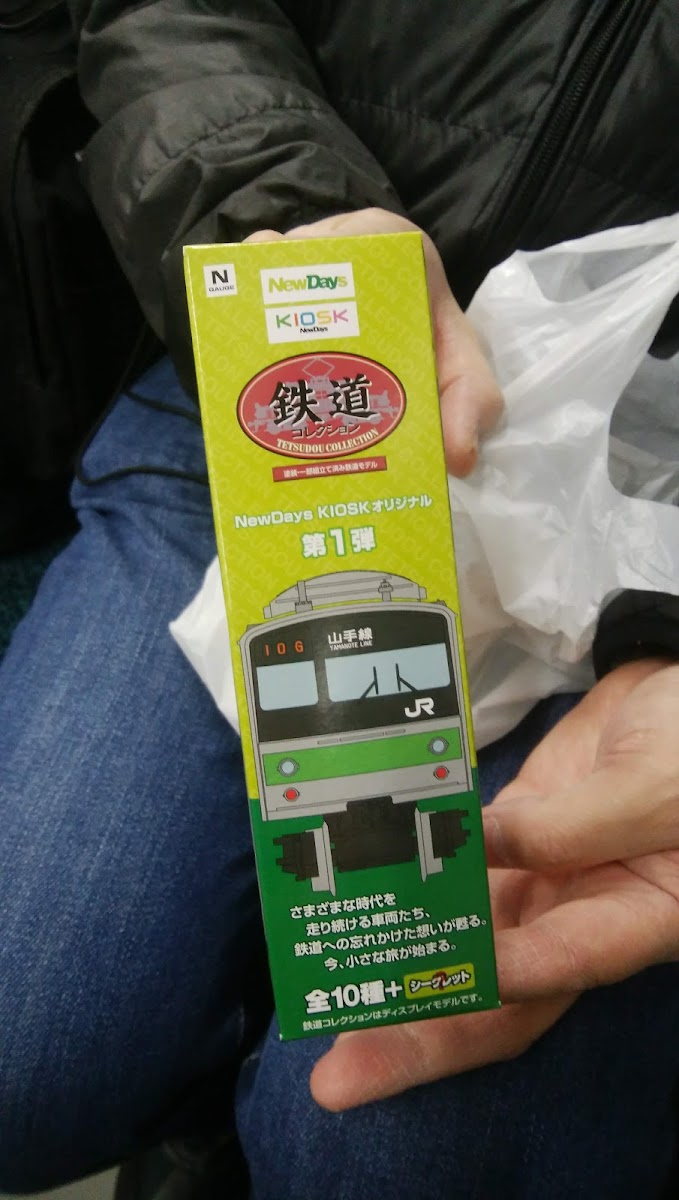 N
GAUGE
NewDays
KIOSK
NewDays
鉄道
コレクション
TETSUDOU COLLECTION
塗装・一部組立て済み鉄道モデル
NewDays KIOSKオリジナル
第1弾
10G
山手線
YAMANOTE LINE
JR
さまざまな時代を
走り続ける車両たち、
鉄道への忘れかけた想いが甦る。
今、小さな旅が始まる。
全10種+シークレット
鉄道コレクションはディスプレイモデルです。